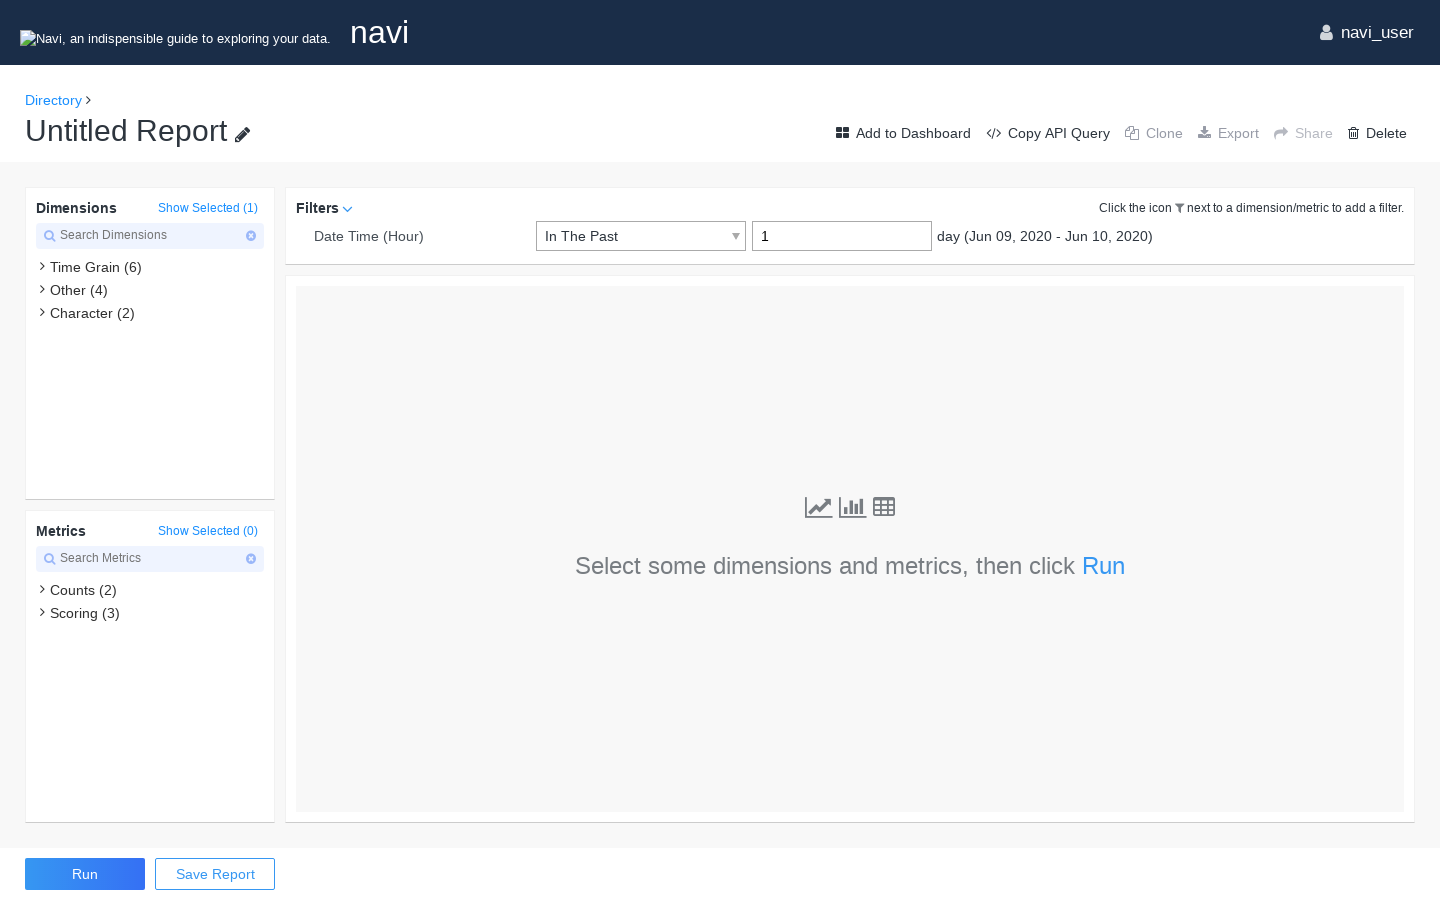 Navi, an indispensible guide to exploring your data.
navi
navi_user
Directory
Untitled Report
Add to Dashboard
Copy API Query
Clone
Export
Share
Delete
Dimensions
Show Selected (1)
Search Dimensions
Time Grain (6)
Other (4)
Character (2)
Metrics
Show Selected (0)
Search Metrics
Counts (2)
Scoring (3)
Filters
Click the icon next to a dimension/metric to add a filter.
Date Time (Hour)
In The Past
1
day (Jun 09, 2020 - Jun 10, 2020)
Select some dimensions and metrics, then click Run
Run
Save Report